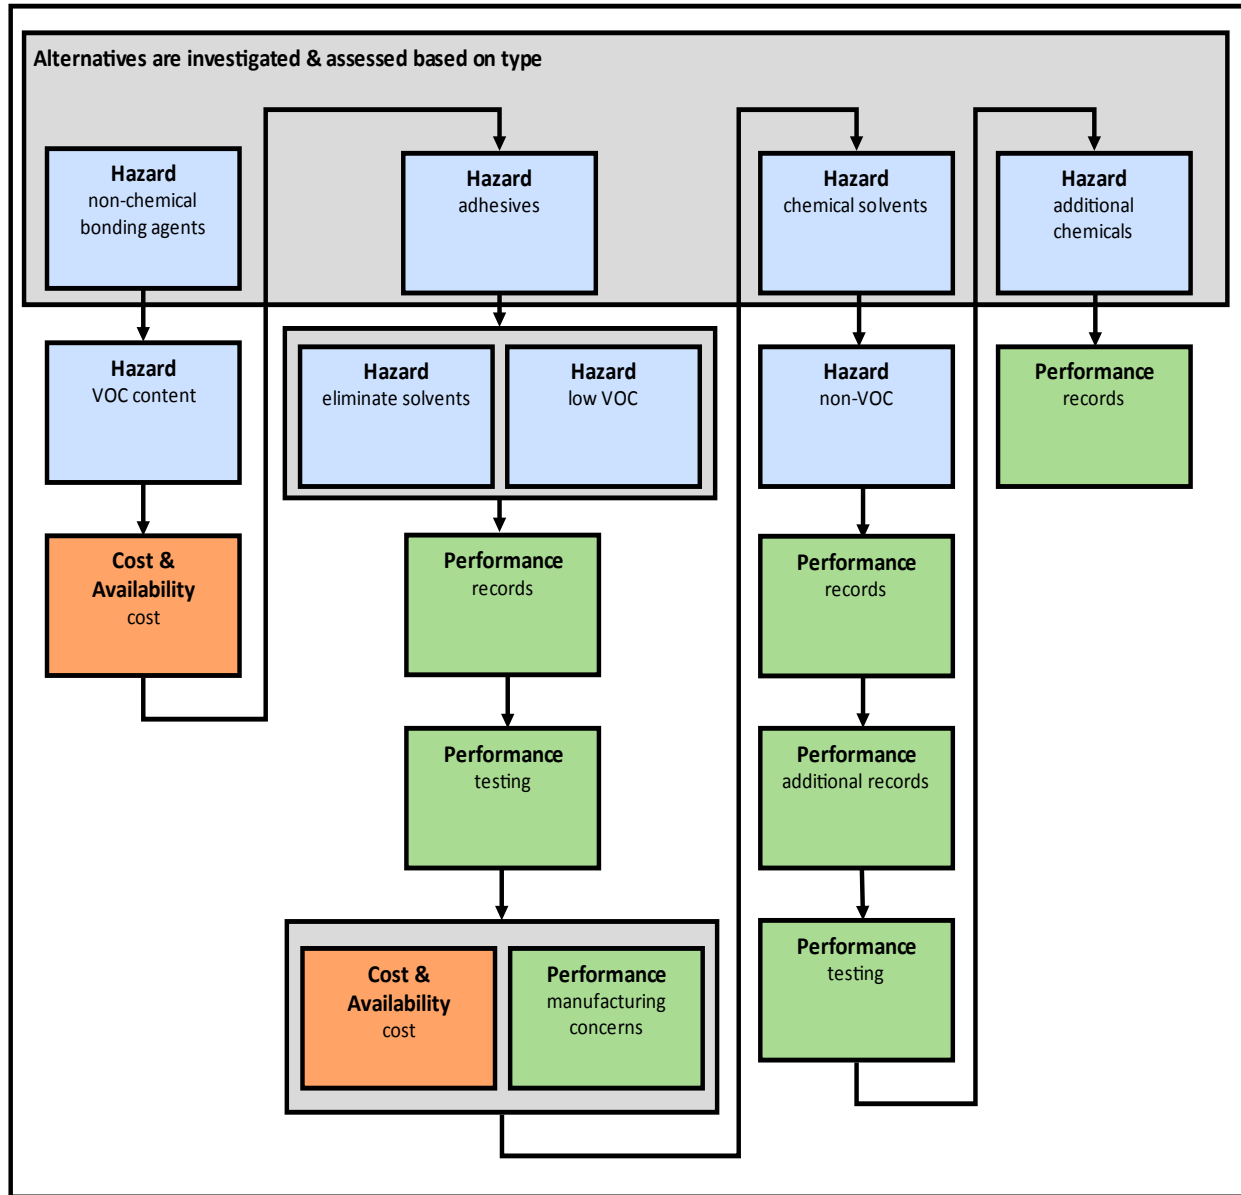 Alternatives are investigated & assessed based on type
Hazard
non-chemical
bonding agents
Hazard
VOC content
Cost &
Availability
cost
Hazard
adhesives
Hazard
eliminate solvents
Hazard
low VOC
Performance
records
Performance
testing
Cost &
Availability
cost
Performance
manufacturing
concerns
Hazard
chemical solvents
Hazard
non-VOC
Performance
records
Performance
additional records
Performance
testing
Hazard
additional
chemicals
Performance
records